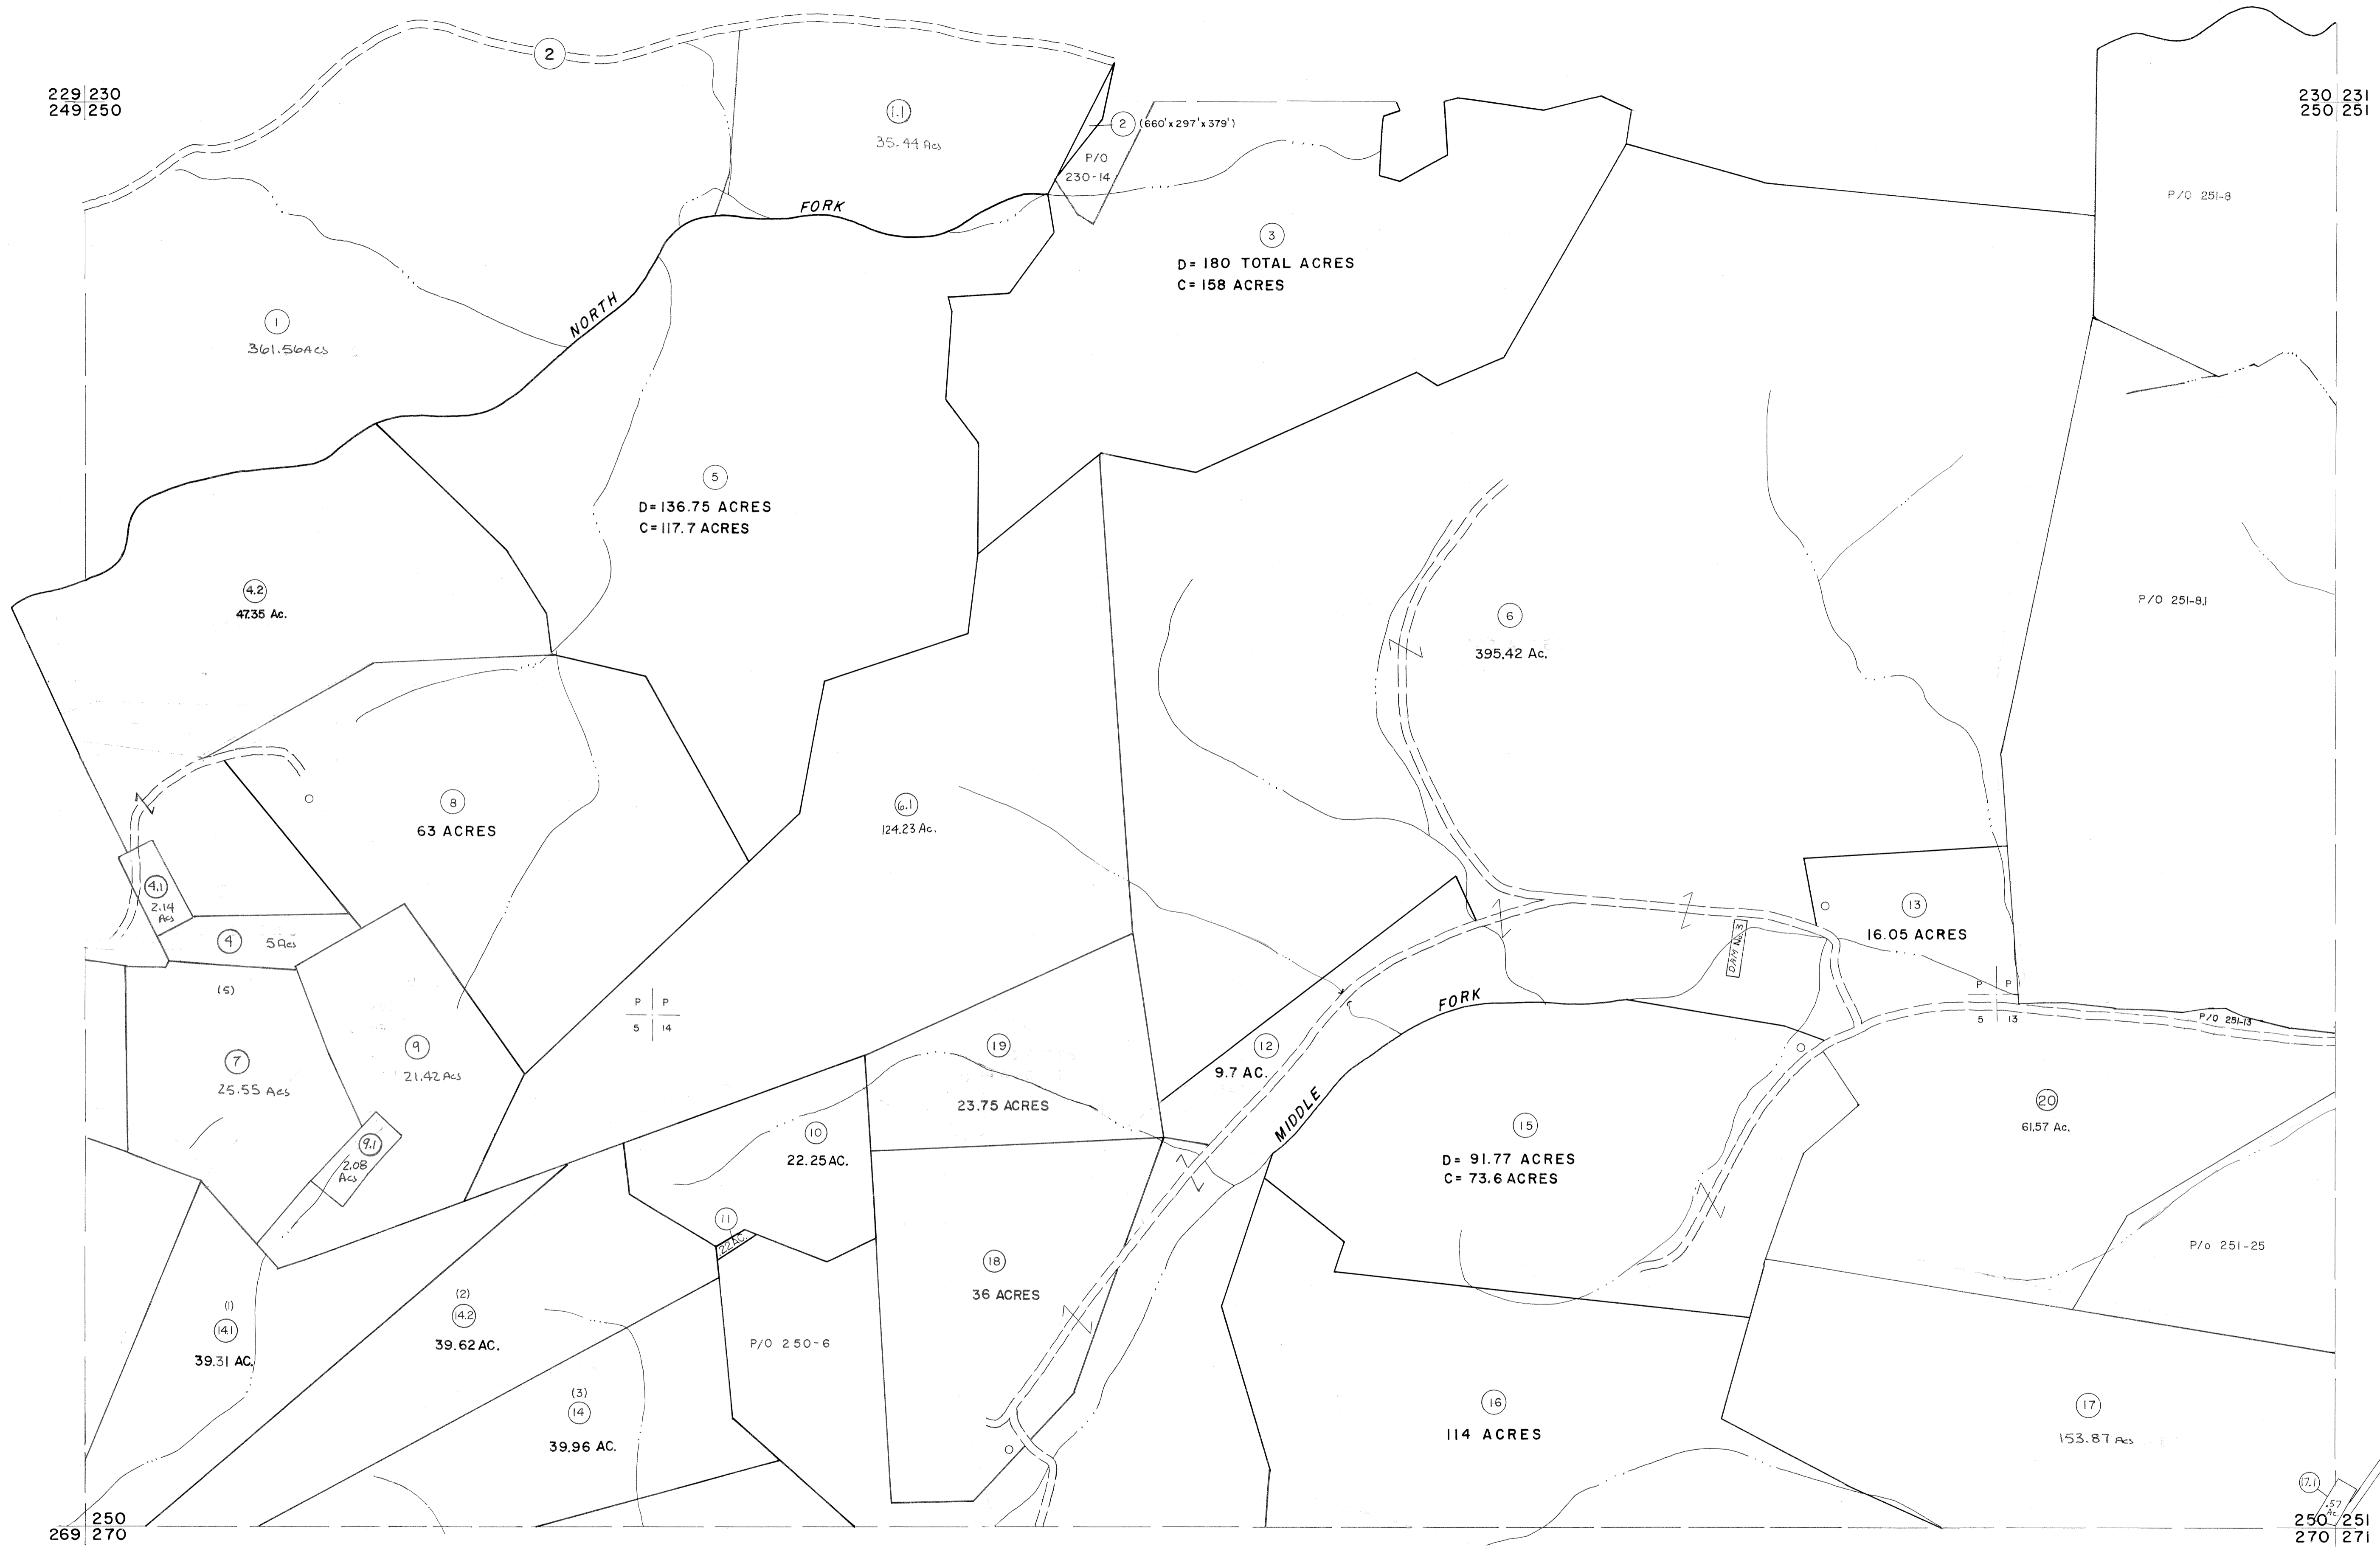 2
229 230
249 250
230 231
250 251
1.1
35.44 Acs
2 (660'x297'x379')
P/O
230-14
P/O 251-8
FORK
3
D= 180 TOTAL ACRES
C= 158 ACRES
NORTH
1
361.56 Acs
5
D= 136.75 ACRES
C= 117.7 ACRES
4.2
47.35 Ac.
6
395.42 Ac.
P/O 251-8.1
8
63 ACRES
6.1
124.23 Ac.
4.1
2.14
Acs
4 5 Acs
13
16.05 ACRES
DAM No. 3
(5)
P P
5 14
P P
5 13
FORK
P/O 251-13
7
25.55 Acs
9
21.42 Acs
19
23.75 ACRES
12
9.7 AC.
MIDDLE
20
61.57 Ac.
15
D= 91.77 ACRES
C= 73.6 ACRES
9.1
2.08
Acs
10
22.25 AC.
11
.22 AC.
18
36 ACRES
P/o 251-25
(1)
14.1
39.31 AC.
(2)
14.2
39.62 AC.
P/O 250-6
(3)
14
39.96 AC.
16
114 ACRES
17
153.87 Acs
17.1
.57
Ac.
250
269 270
250 251
270 271